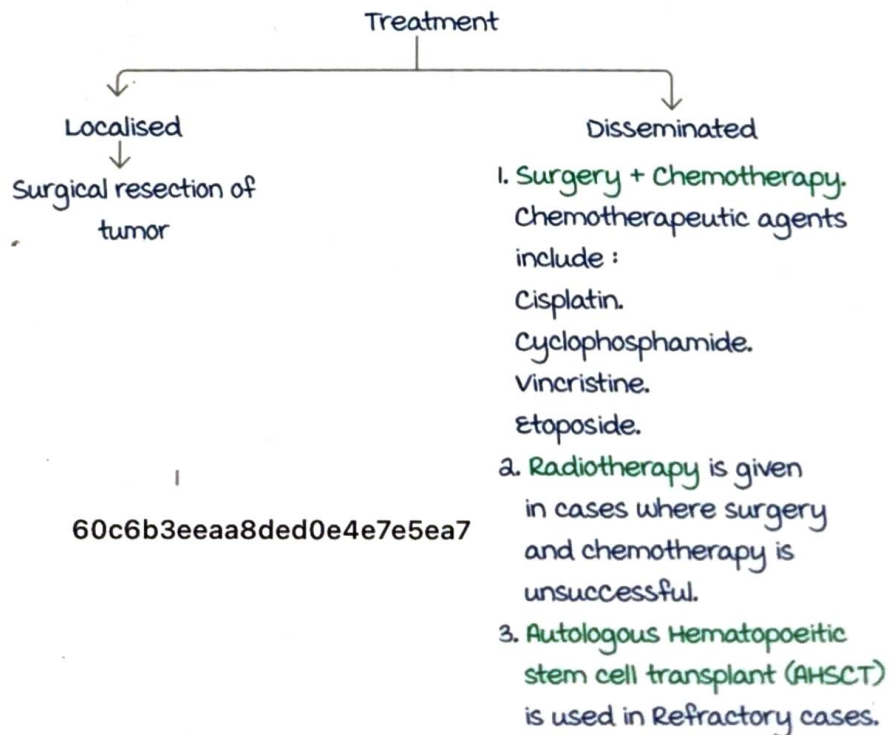 Treatment
Localised
Surgical resection of
tumor
Disseminated
1. Surgery + Chemotherapy.
Chemotherapeutic agents
include :
Cisplatin.
Cyclophosphamide.
Vincristine.
Etoposide.
2. Radiotherapy is given
in cases where surgery
and chemotherapy is
unsuccessful.
3. Autologous Hematopoeitic
stem cell transplant (AHSCT)
is used in Refractory cases.
60c6b3eeaa8ded0e4e7e5ea7